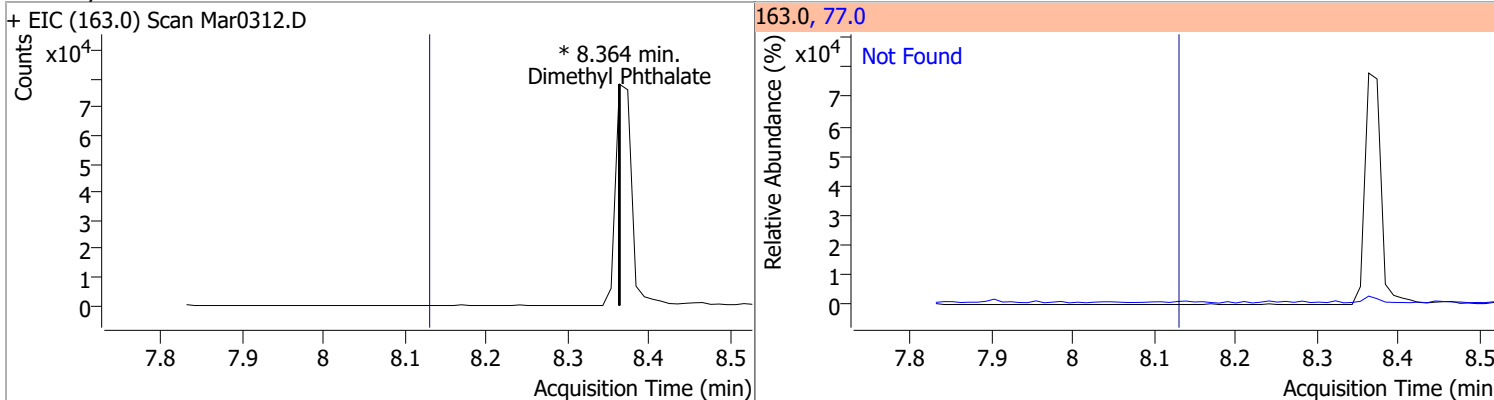 + EIC (163.0) Scan Mar0312.D
Counts
x10⁴
* 8.364 min.
Dimethyl Phthalate
7
6
5
4
3
2
1
0
7.8 7.9 8 8.1 8.2 8.3 8.4 8.5
Acquisition Time (min)
163.0, 77.0
Relative Abundance (%)
x10⁴
Not Found
7
6
5
4
3
2
1
0
7.8 7.9 8 8.1 8.2 8.3 8.4 8.5
Acquisition Time (min